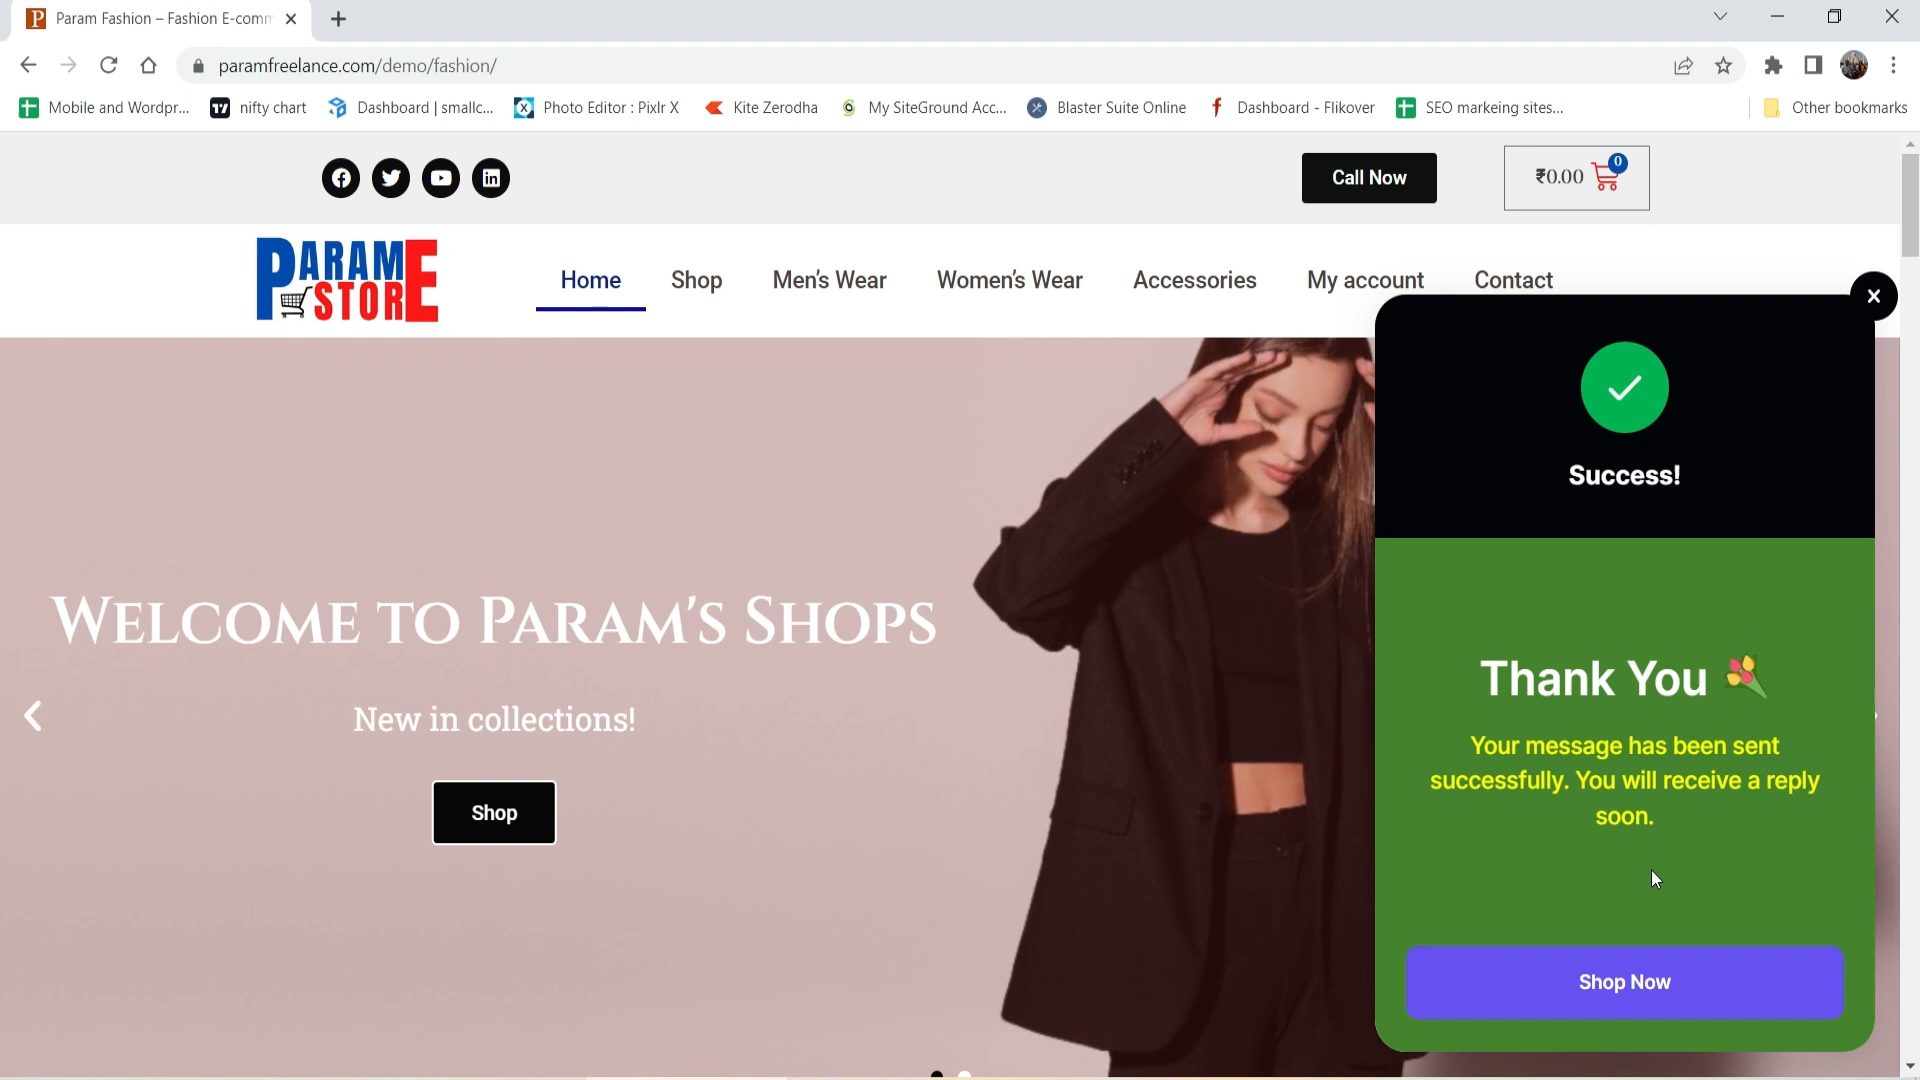 Param Fashion – Fashion E-comm
paramfreelance.com/demo/fashion/
Mobile and Wordpr... nifty chart Dashboard | smallc... Photo Editor : Pixlr X Kite Zerodha My SiteGround Acc... Blaster Suite Online Dashboard - Flikover SEO markeing sites... Other bookmarks
Call Now
₹0.00 0
PARAM E STORE
Home Shop Men’s Wear Women’s Wear Accessories My account Contact
Welcome to Param's Shops
New in collections!
Shop
Success!
Thank You 💐
Your message has been sent
successfully. You will receive a reply
soon.
Shop Now